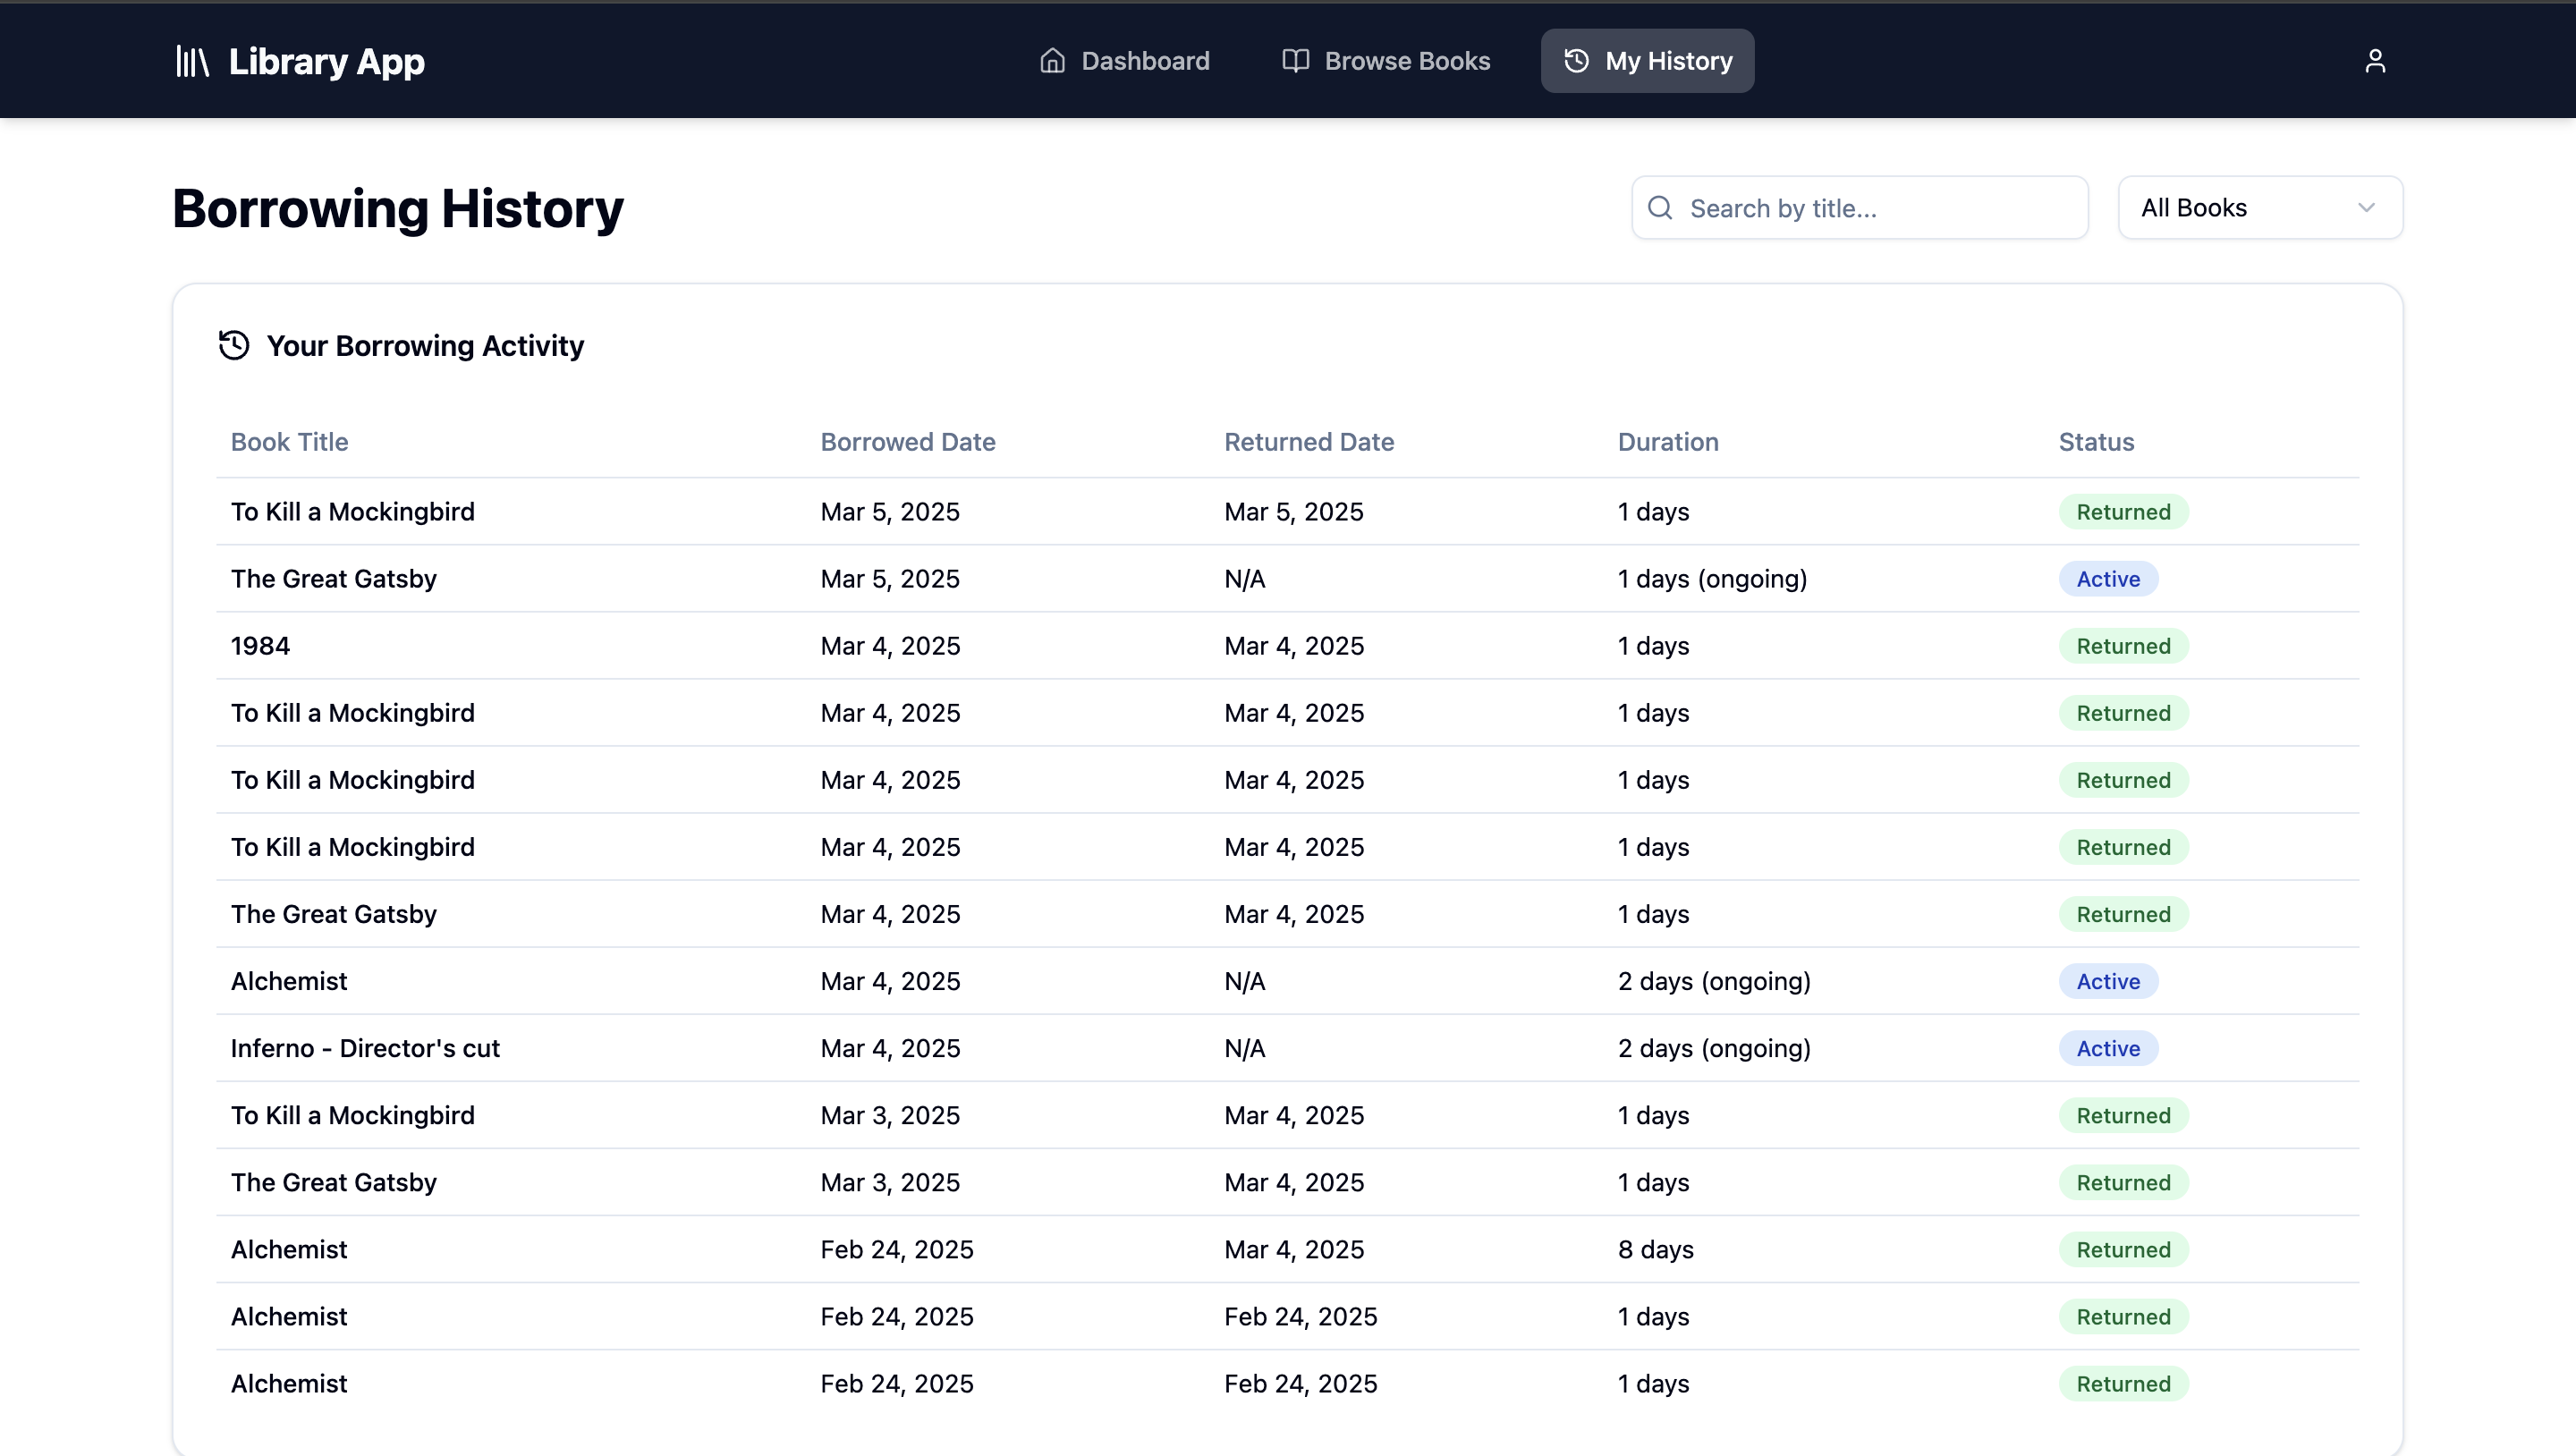 Library App Dashboard Browse Books My History
Borrowing History Search by title... All Books
Your Borrowing Activity
Book Title Borrowed Date Returned Date Duration Status
To Kill a Mockingbird Mar 5, 2025 Mar 5, 2025 1 days Returned
The Great Gatsby Mar 5, 2025 N/A 1 days (ongoing) Active
1984 Mar 4, 2025 Mar 4, 2025 1 days Returned
To Kill a Mockingbird Mar 4, 2025 Mar 4, 2025 1 days Returned
To Kill a Mockingbird Mar 4, 2025 Mar 4, 2025 1 days Returned
To Kill a Mockingbird Mar 4, 2025 Mar 4, 2025 1 days Returned
The Great Gatsby Mar 4, 2025 Mar 4, 2025 1 days Returned
Alchemist Mar 4, 2025 N/A 2 days (ongoing) Active
Inferno - Director's cut Mar 4, 2025 N/A 2 days (ongoing) Active
To Kill a Mockingbird Mar 3, 2025 Mar 4, 2025 1 days Returned
The Great Gatsby Mar 3, 2025 Mar 4, 2025 1 days Returned
Alchemist Feb 24, 2025 Mar 4, 2025 8 days Returned
Alchemist Feb 24, 2025 Feb 24, 2025 1 days Returned
Alchemist Feb 24, 2025 Feb 24, 2025 1 days Returned